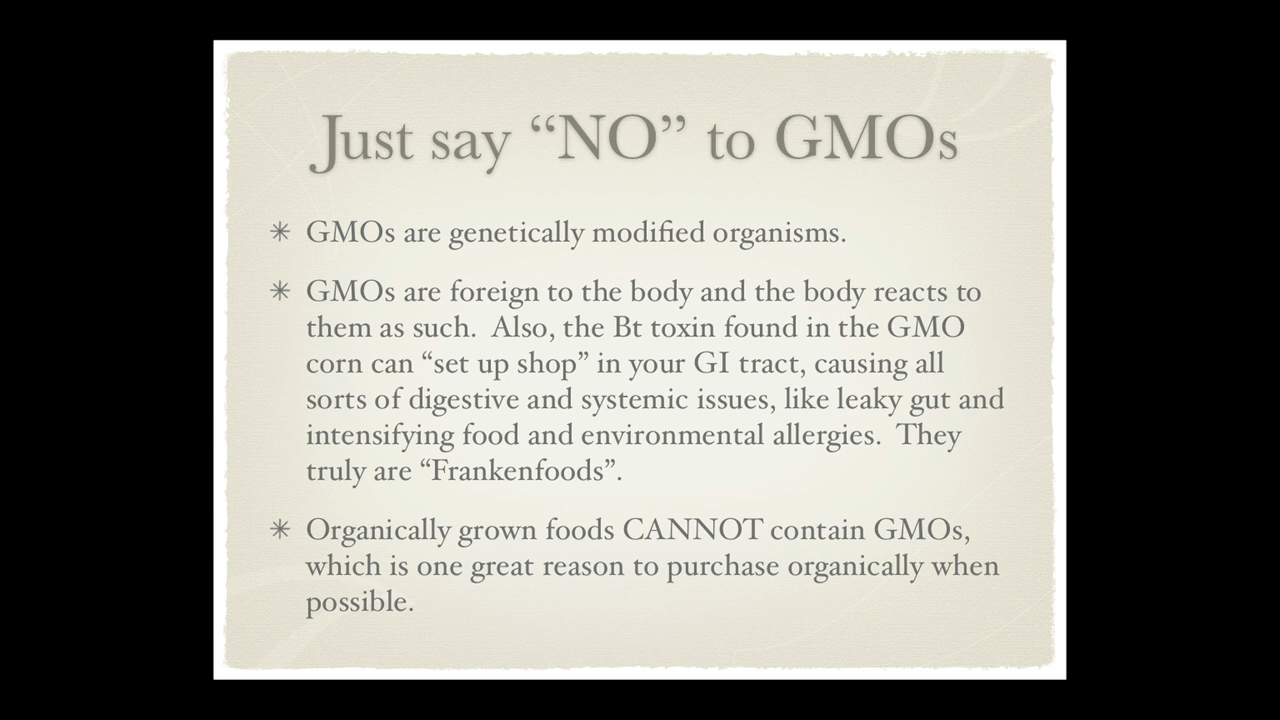 Just say “NO” to GMOs
✴ GMOs are genetically modified organisms.
✴ GMOs are foreign to the body and the body reacts to
them as such.  Also, the Bt toxin found in the GMO
corn can “set up shop” in your GI tract, causing all
sorts of digestive and systemic issues, like leaky gut and
intensifying food and environmental allergies.  They
truly are “Frankenfoods”.
✴ Organically grown foods CANNOT contain GMOs,
which is one great reason to purchase organically when
possible.